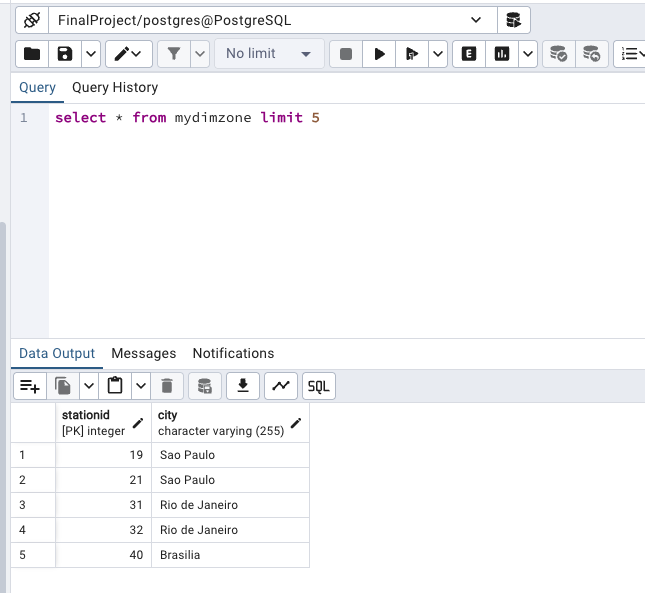 FinalProject/postgres@PostgreSQL
No limit
E
Query Query History
1 select * from mydimzone limit 5
Data Output Messages Notifications
SQL
stationid city
[PK] integer character varying (255)
1 19 Sao Paulo
2 21 Sao Paulo
3 31 Rio de Janeiro
4 32 Rio de Janeiro
5 40 Brasilia